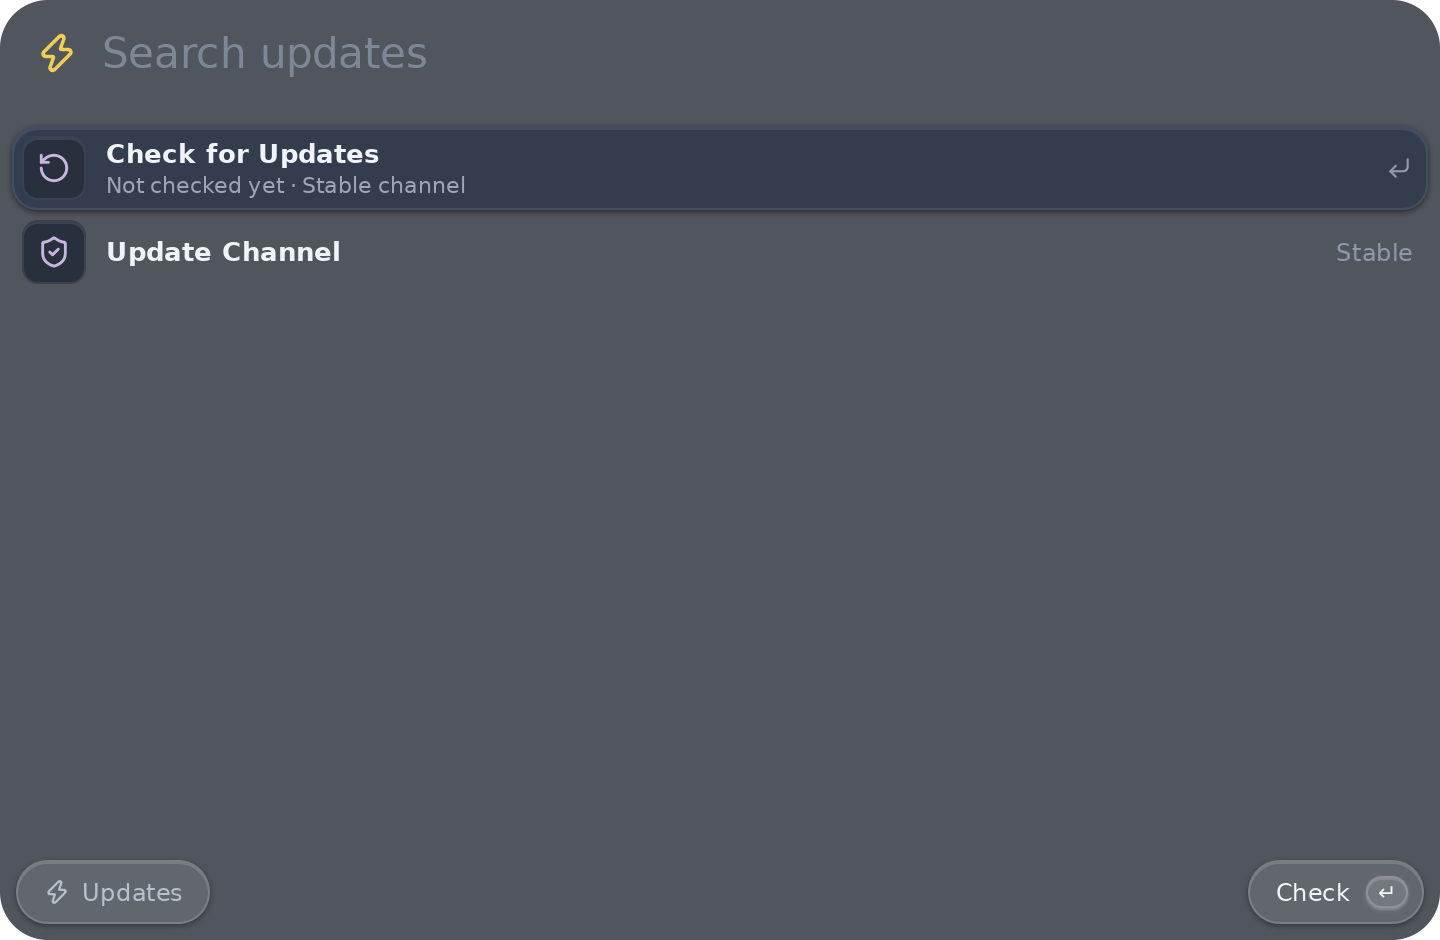 Search updates
Check for Updates
Not checked yet · Stable channel
Update Channel
Stable
Updates
Check